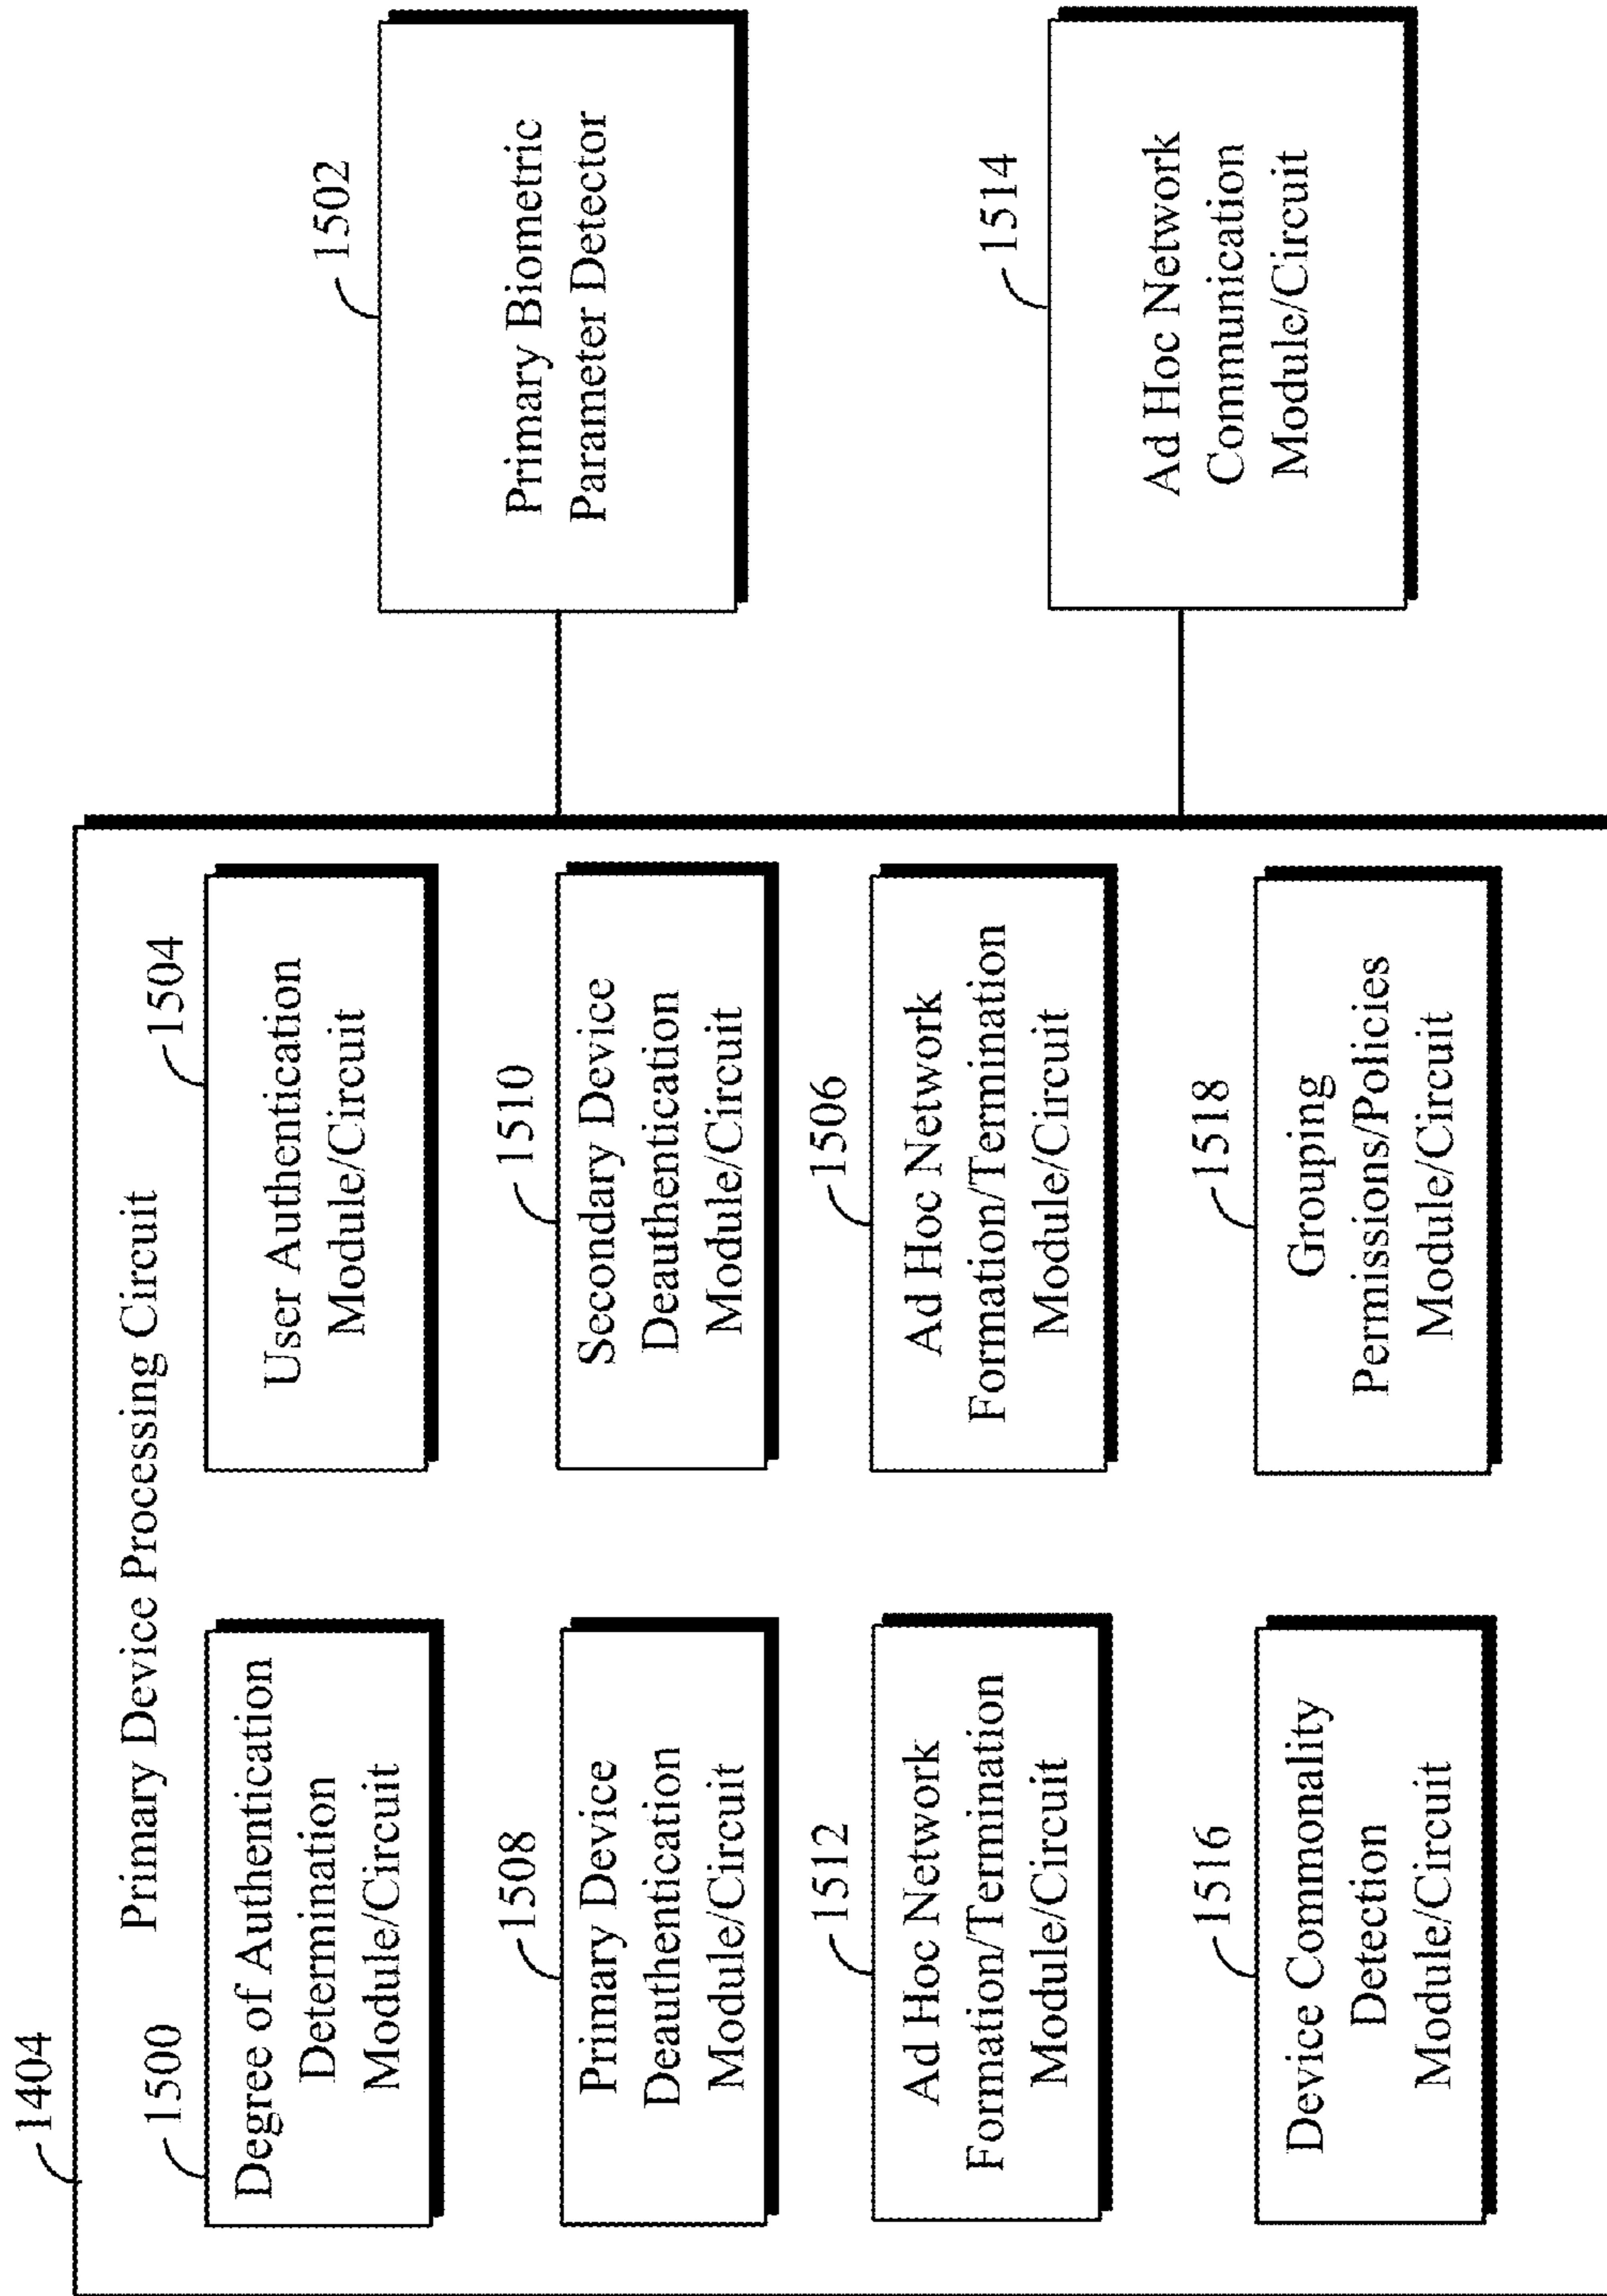 1404
Primary Device Processing Circuit
1500
Degree of Authentication
Determination
Module/Circuit
1504
User Authentication
Module/Circuit
1502
Primary Biometric
Parameter Detector
1508
Primary Device
Deauthentication
Module/Circuit
1510
Secondary Device
Deauthentication
Module/Circuit
1512
Ad Hoc Network
Formation/Termination
Module/Circuit
1506
Ad Hoc Network
Formation/Termination
Module/Circuit
1514
Ad Hoc Network
Communication
Module/Circuit
1516
Device Commonality
Detection
Module/Circuit
1518
Grouping
Permissions/Policies
Module/Circuit